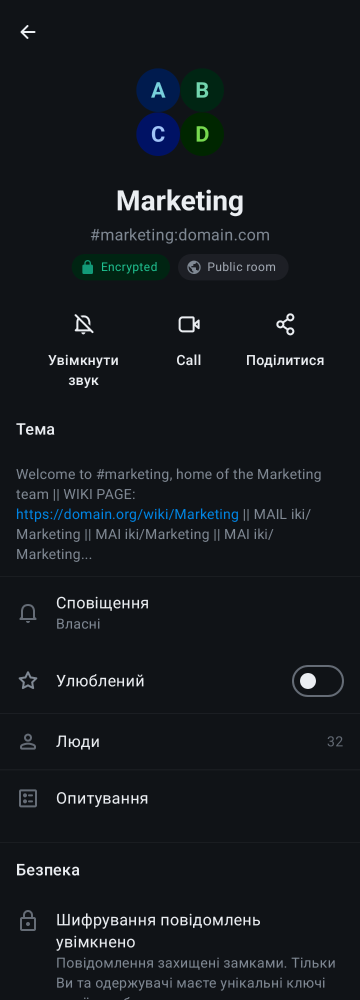 A B
C D
Marketing
#marketing:domain.com
Encrypted Public room
Увімкнути звук Call Поділитися
Тема
Welcome to #marketing, home of the Marketing
team || WIKI PAGE:
https://domain.org/wiki/Marketing || MAIL iki/
Marketing || MAI iki/Marketing || MAI iki/
Marketing...
Сповіщення
Власні
Улюблений
Люди 32
Опитування
Безпека
Шифрування повідомлень
увімкнено
Повідомлення захищені замками. Тільки
Ви та одержувачі маєте унікальні ключі